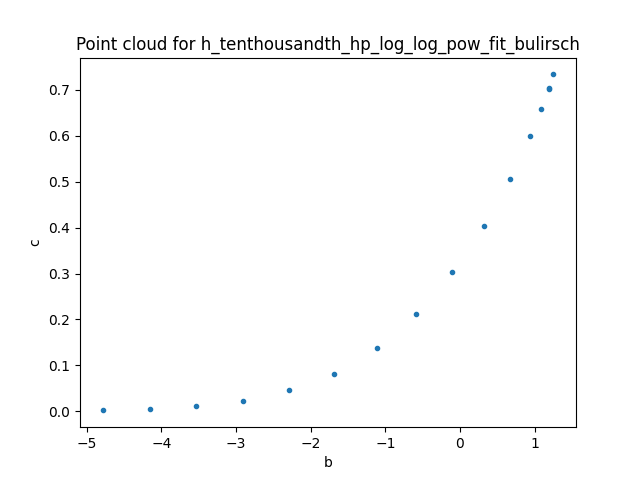 Point cloud for h_tenthousandth_hp_log_log_pow_fit_bulirsch
0.7
0.6
0.5
0.4
0.3
0.2
0.1
0.0
c
−5 −4 −3 −2 −1 0 1
b